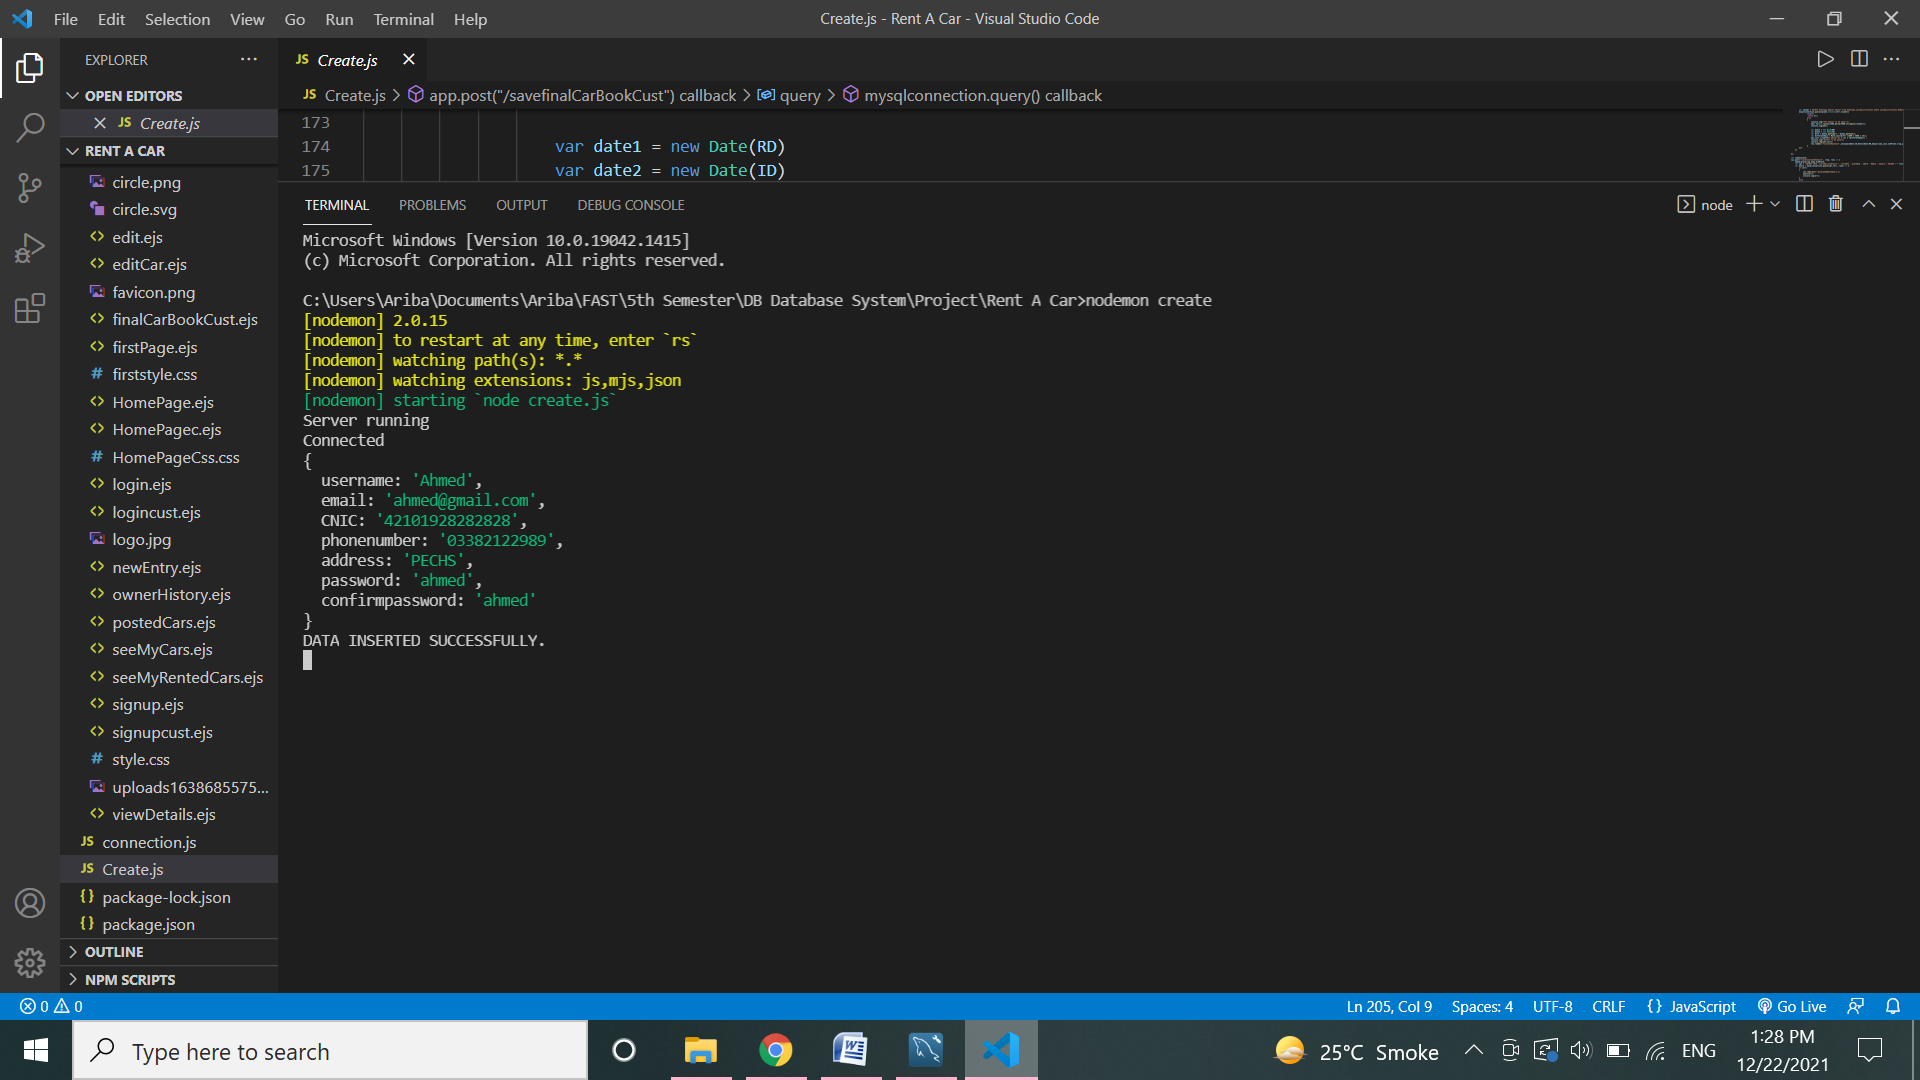 File Edit Selection View Go Run Terminal Help
Create.js - Rent A Car - Visual Studio Code
EXPLORER
OPEN EDITORS
JS Create.js
RENT A CAR
circle.png
circle.svg
edit.ejs
editCar.ejs
favicon.png
finalCarBookCust.ejs
firstPage.ejs
# firststyle.css
HomePage.ejs
HomePagec.ejs
# HomePageCss.css
login.ejs
logincust.ejs
logo.jpg
newEntry.ejs
ownerHistory.ejs
postedCars.ejs
seeMyCars.ejs
seeMyRentedCars.ejs
signup.ejs
signupcust.ejs
# style.css
uploads1638685575...
viewDetails.ejs
JS connection.js
JS Create.js
{} package-lock.json
{} package.json
OUTLINE
NPM SCRIPTS
JS Create.js
JS Create.js > app.post("/savefinalCarBookCust") callback > query > mysqlconnection.query() callback
173
174 var date1 = new Date(RD)
175 var date2 = new Date(ID)
TERMINAL PROBLEMS OUTPUT DEBUG CONSOLE
node
Microsoft Windows [Version 10.0.19042.1415]
(c) Microsoft Corporation. All rights reserved.
C:\Users\Ariba\Documents\Ariba\FAST\5th Semester\DB Database System\Project\Rent A Car>nodemon create
[nodemon] 2.0.15
[nodemon] to restart at any time, enter `rs`
[nodemon] watching path(s): *.*
[nodemon] watching extensions: js,mjs,json
[nodemon] starting `node create.js`
Server running
Connected
{
username: 'Ahmed',
email: 'ahmed@gmail.com',
CNIC: '42101928282828',
phonenumber: '03382122989',
address: 'PECHS',
password: 'ahmed',
confirmpassword: 'ahmed'
}
DATA INSERTED SUCCESSFULLY.
0 0
Ln 205, Col 9 Spaces: 4 UTF-8 CRLF {} JavaScript Go Live
Type here to search
25°C Smoke
ENG
1:28 PM
12/22/2021